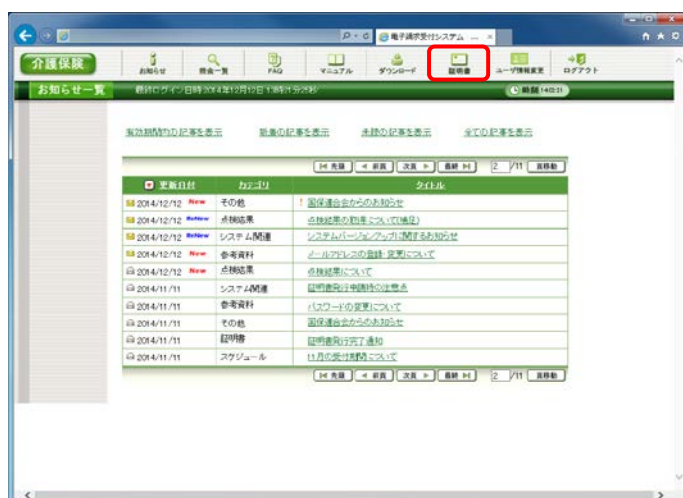 電子請求受付システム
介護保険
お知らせ 照会一覧 FAQ マニュアル ダウンロード 証明書 ユーザ情報変更 ログアウト
お知らせ一覧 最終ログイン日時 2014年12月12日 13時21分25秒
有効期間内の記事を表示 新着の記事を表示 未読の記事を表示 全ての記事を表示
先頭 前頁 次頁 最終 2 /11 頁移動
更新日付 カテゴリ タイトル
2014/12/12 New その他 ! 国保連合会からのお知らせ
2014/12/12 ReNew 点検結果
2014/12/12 ReNew システム関連 システムバージョンアップに関するお知らせ
2014/12/12 New 参考資料 メールアドレスの登録・変更について
2014/12/12 New 点検結果 点検結果について
2014/11/11 システム関連 証明書発行申請時の注意点
2014/11/11 参考資料 パスワードの変更について
2014/11/11 その他 国保連合会からのお知らせ
2014/11/11 証明書 証明書発行完了通知
2014/11/11 スケジュール 11月の受付期間について
先頭 前頁 次頁 最終 2 /11 頁移動